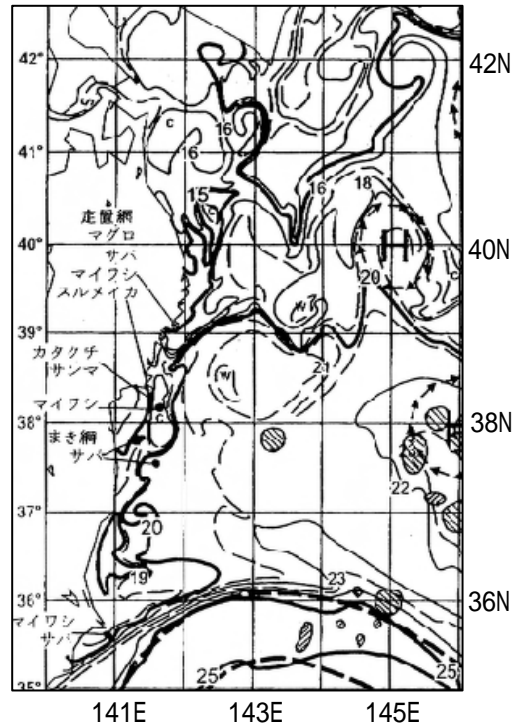 42°
42N
C
16
41°
16
16
16
18
15
定置網
マグロ
サバ
マイワシ
スルメイカ
40°
H
40N
20
39°
W
カタクチ
サンマ
21
W
マイワシ
38°
C
38N
まき網
サバ
22
37°
20
19
23
36°
36N
マイワシ
サバ
25
25
35°
141E
143E
145E